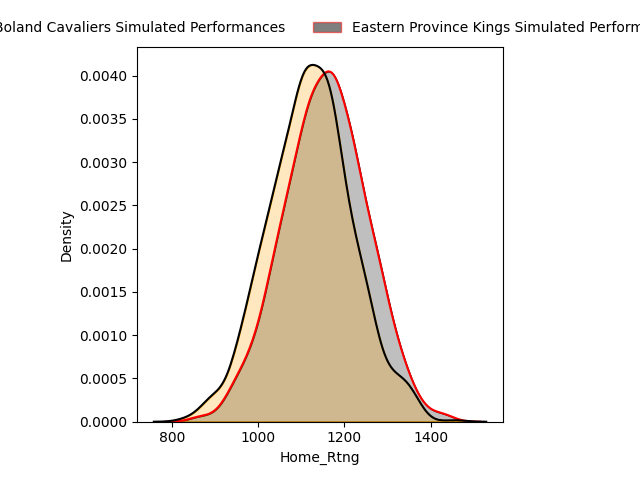 Boland Cavaliers Simulated Performances
Eastern Province Kings Simulated Perform
0.0040
0.0035
0.0030
0.0025
0.0020
0.0015
0.0010
0.0005
0.0000
Density
800 1000 1200 1400
Home_Rtng